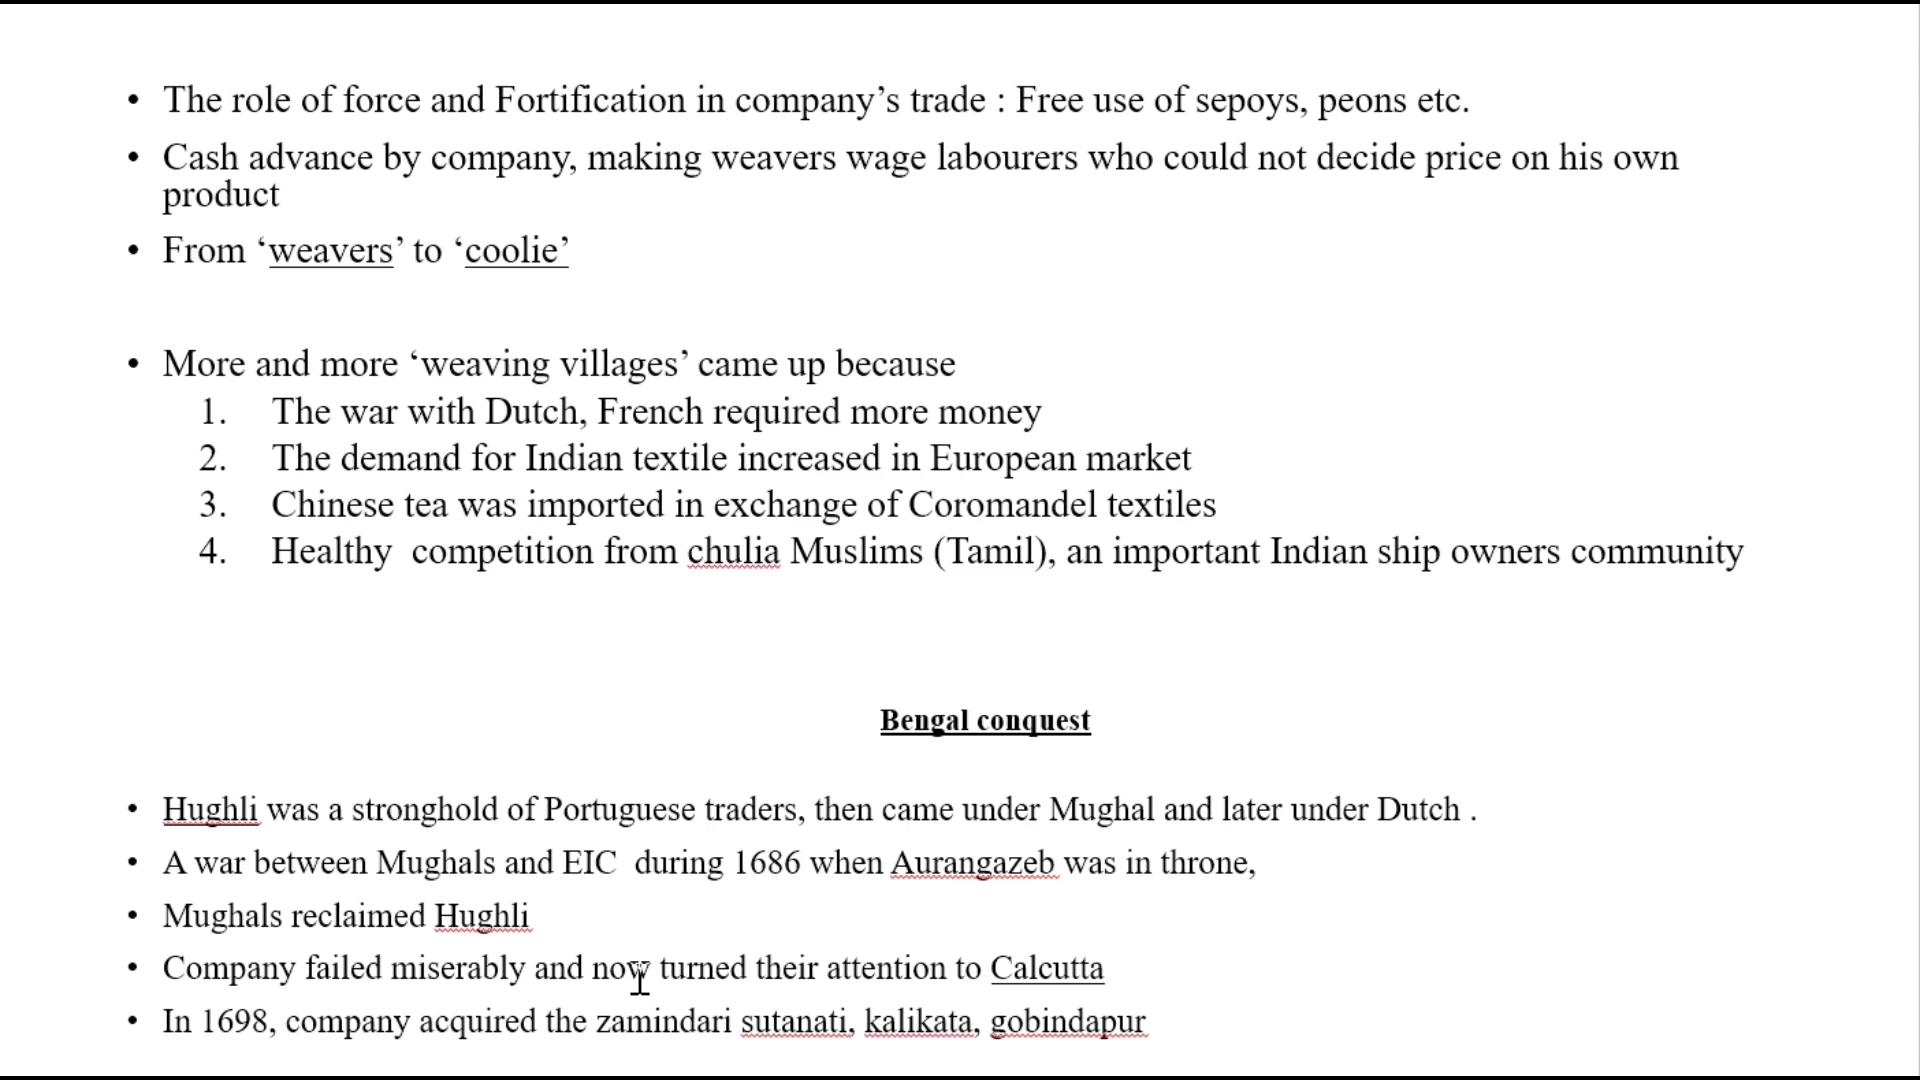 • The role of force and Fortification in company’s trade : Free use of sepoys, peons etc.
• Cash advance by company, making weavers wage labourers who could not decide price on his own
product
• From ‘weavers’ to ‘coolie’
• More and more ‘weaving villages’ came up because
1. The war with Dutch, French required more money
2. The demand for Indian textile increased in European market
3. Chinese tea was imported in exchange of Coromandel textiles
4. Healthy  competition from chulia Muslims (Tamil), an important Indian ship owners community
Bengal conquest
• Hughli was a stronghold of Portuguese traders, then came under Mughal and later under Dutch .
• A war between Mughals and EIC  during 1686 when Aurangazeb was in throne,
• Mughals reclaimed Hughli
• Company failed miserably and now turned their attention to Calcutta
• In 1698, company acquired the zamindari sutanati, kalikata, gobindapur